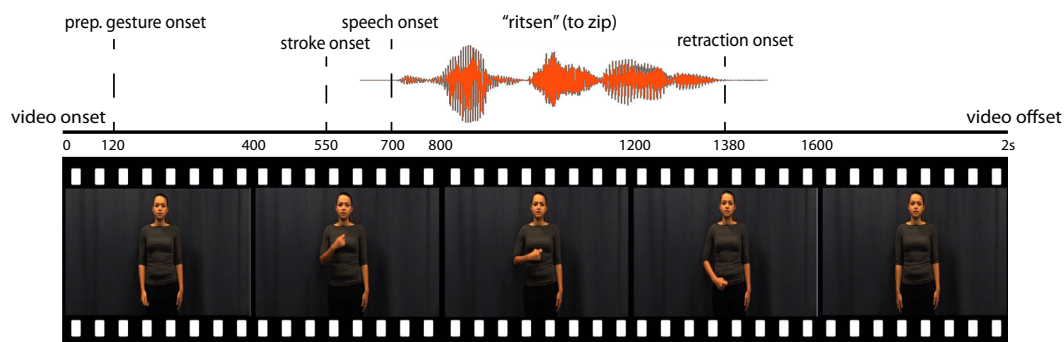 prep. gesture onset
speech onset
“ritsen” (to zip)
stroke onset
retraction onset
video onset
video offset
0 120 400 550 700 800 1200 1380 1600 2s